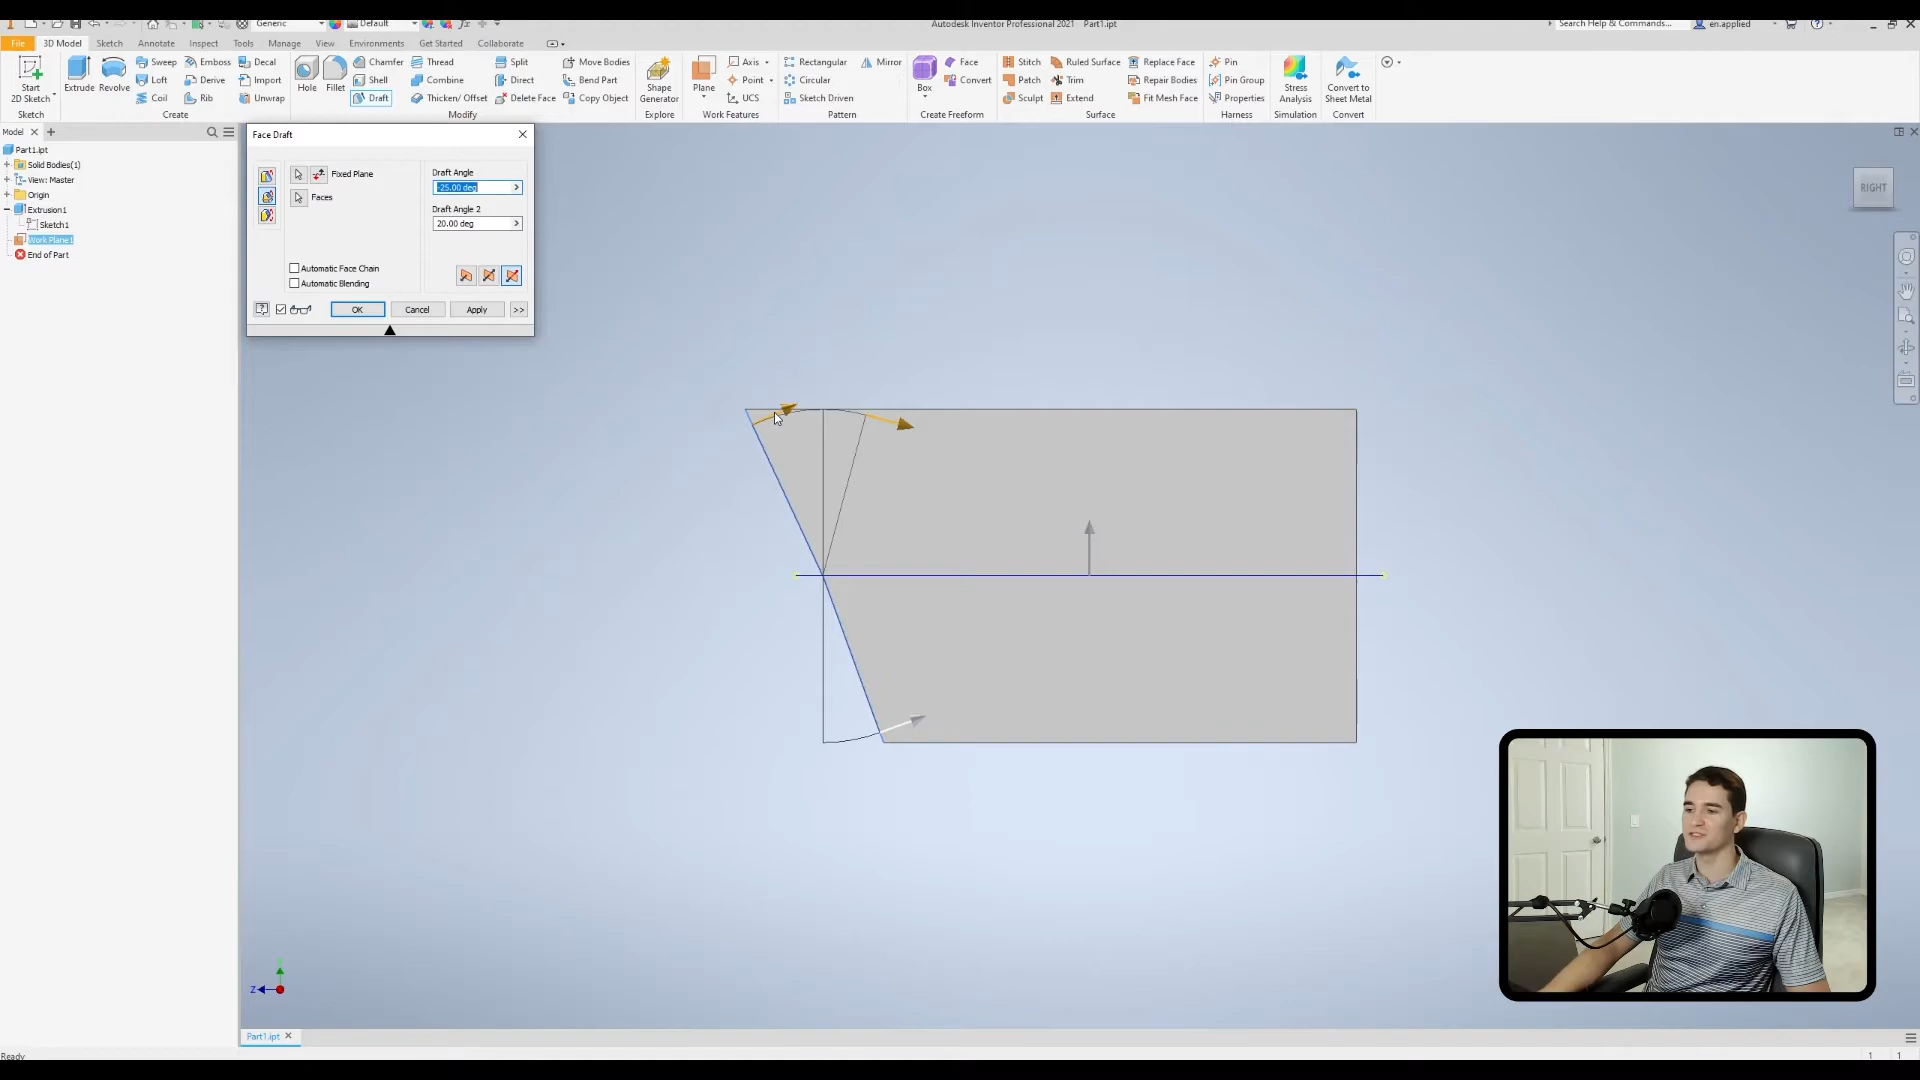 Generic Default Autodesk Inventor Professional 2021 Part1.ipt Search Help & Commands... en.applied
File 3D Model Sketch Annotate Inspect Tools Manage View Environments Get Started Collaborate
Start
2D Sketch
Sketch
Extrude Revolve
Sweep Emboss Decal
Loft Derive Import
Coil Rib Unwrap
Create
Hole Fillet
Chamfer Thread Split Move Bodies
Shell Combine Direct Bend Part
Draft Thicken/ Offset Delete Face Copy Object
Modify
Shape
Generator
Explore
Plane
Axis
Point
UCS
Work Features
Rectangular Mirror
Circular
Sketch Driven
Pattern
Box
Face
Convert
Create Freeform
Stitch Ruled Surface Replace Face
Patch Trim Repair Bodies
Sculpt Extend Fit Mesh Face
Surface
Pin
Pin Group
Properties
Harness
Stress
Analysis
Simulation
Convert to
Sheet Metal
Convert
Model
Part1.ipt
Solid Bodies(1)
View: Master
Origin
Extrusion1
Sketch1
Work Plane1
End of Part
Face Draft
Fixed Plane
Faces
Draft Angle
-25.00 deg
Draft Angle 2
20.00 deg
Automatic Face Chain
Automatic Blending
OK Cancel Apply >>
RIGHT
Z
Part1.ipt
Ready
1 1